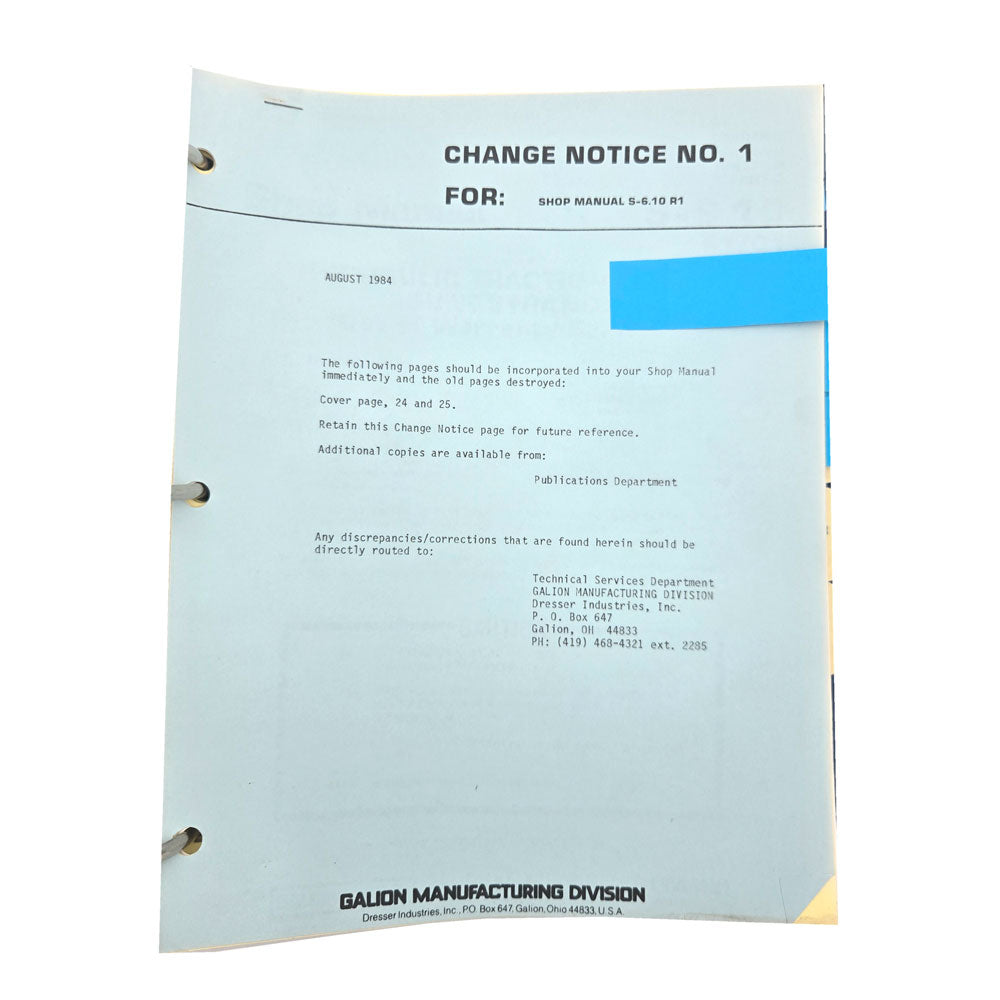 CHANGE NOTICE NO. 1
FOR: SHOP MANUAL S-6.10 R1
AUGUST 1984
The following pages should be incorporated into your Shop Manual
immediately and the old pages destroyed:
Cover page, 24 and 25.
Retain this Change Notice page for future reference.
Additional copies are available from:
Publications Department
Any discrepancies/corrections that are found herein should be
directly routed to:
Technical Services Department
GALION MANUFACTURING DIVISION
Dresser Industries, Inc.
P. O. Box 647
Galion, OH 44833
PH: (419) 468-4321 ext. 2285
GALION MANUFACTURING DIVISION
Dresser Industries, Inc., P.O. Box 647, Galion, Ohio 44833, U.S.A.